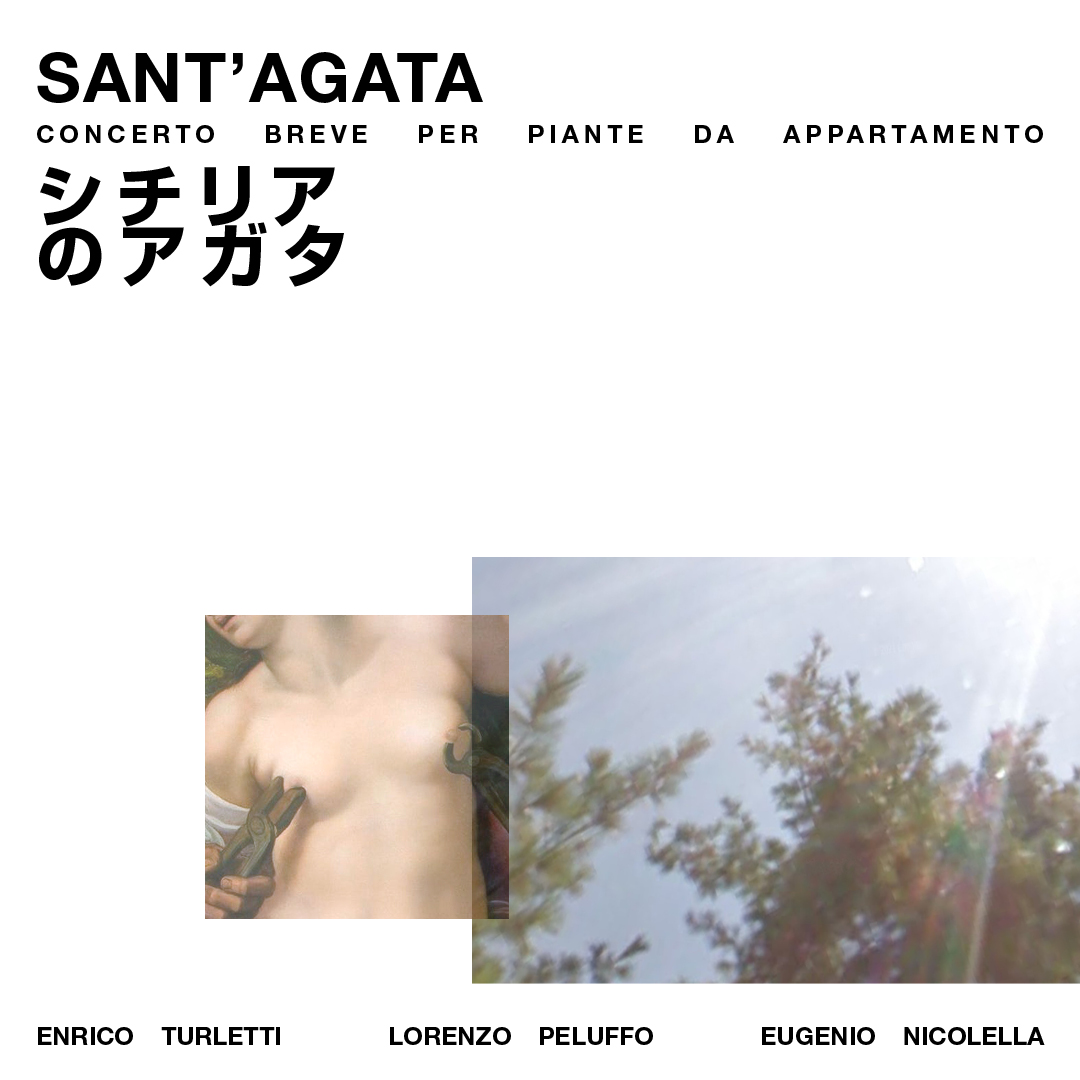 SANT’AGATA
CONCERTO BREVE PER PIANTE DA APPARTAMENTO
シチリア
のアガタ
ENRICO TURLETTI LORENZO PELUFFO EUGENIO NICOLELLA